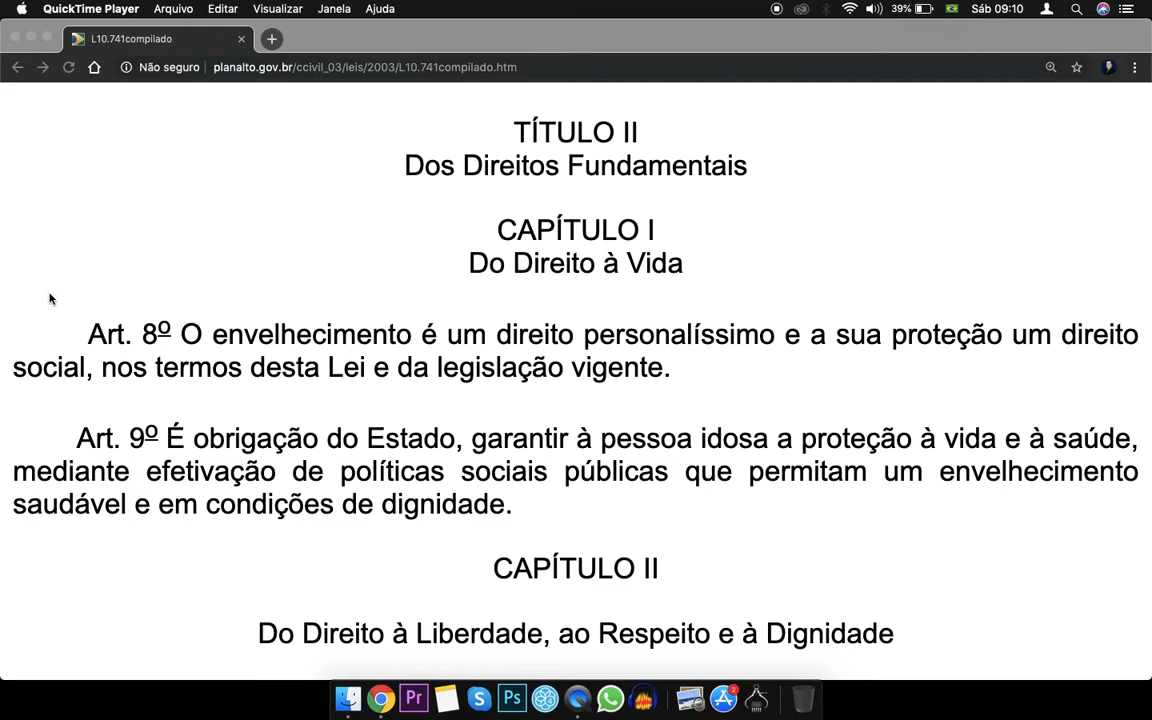 QuickTime Player Arquivo Editar Visualizar Janela Ajuda 39% Sáb 09:10
L10.741compilado
Não seguro planalto.gov.br/ccivil_03/leis/2003/L10.741compilado.htm
TÍTULO II
Dos Direitos Fundamentais
CAPÍTULO I
Do Direito à Vida
Art. 8º O envelhecimento é um direito personalíssimo e a sua proteção um direito
social, nos termos desta Lei e da legislação vigente.
Art. 9º É obrigação do Estado, garantir à pessoa idosa a proteção à vida e à saúde,
mediante efetivação de políticas sociais públicas que permitam um envelhecimento
saudável e em condições de dignidade.
CAPÍTULO II
Do Direito à Liberdade, ao Respeito e à Dignidade
Pr Ps 2